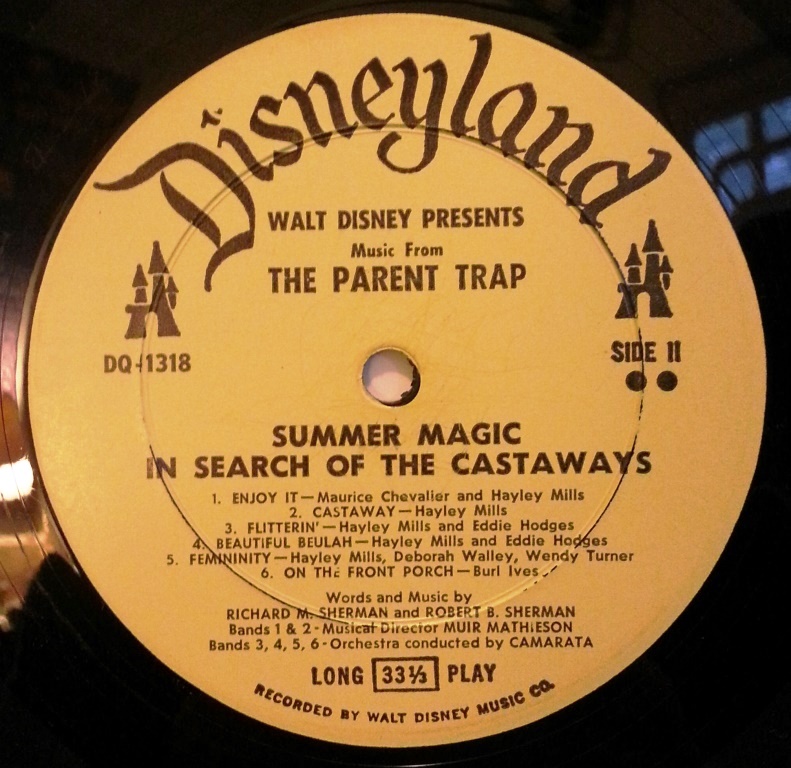 Disneyland
WALT DISNEY PRESENTS
Music From
THE PARENT TRAP
DQ-1318
SIDE II
SUMMER MAGIC
IN SEARCH OF THE CASTAWAYS
1. ENJOY IT—Maurice Chevalier and Hayley Mills
2. CASTAWAY—Hayley Mills
3. FLITTERIN'—Hayley Mills and Eddie Hodges
4. BEAUTIFUL BEULAH—Hayley Mills and Eddie Hodges
5. FEMININITY—Hayley Mills, Deborah Walley, Wendy Turner
6. ON THE FRONT PORCH—Burl Ives
Words and Music by
RICHARD M. SHERMAN and ROBERT B. SHERMAN
Bands 1 & 2-Musical Director MUIR MATHIESON
Bands 3, 4, 5, 6-Orchestra conducted by CAMARATA
LONG 33⅓ PLAY
RECORDED BY WALT DISNEY MUSIC CO.